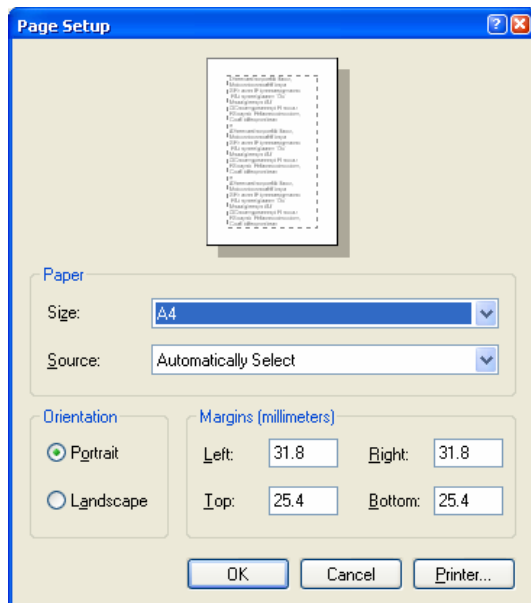 Page Setup
Paper
Size: A4
Source: Automatically Select
Orientation
Portrait
Landscape
Margins (millimeters)
Left: 31.8 Right: 31.8
Top: 25.4 Bottom: 25.4
OK Cancel Printer...